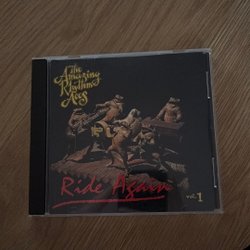 The
Amazing
Rhythm
Aces
Ride Again
vol. 1